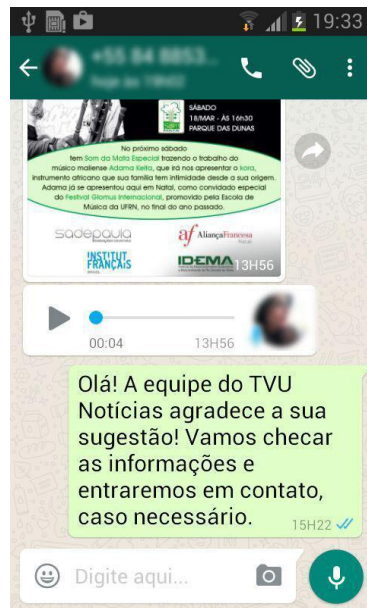 19:33
+55 84 8853...
SÁBADO
18/MAR - ÀS 16h30
PARQUE DAS DUNAS
No próximo sábado
tem Som da Mata Especial trazendo o trabalho do
músico maliense Adama Keita, que irá nos apresentar o kora,
instrumento africano que sua família tem intimidade desde a sua origem.
Adama já se apresentou aqui em Natal, como convidado especial
do Festival Glomus Internacional, promovido pela Escola de
Música da UFRN, no final do ano passado.
sadepaula
af AliançaFrancesa
INSTITUT
FRANÇAIS
IDEMA
13H56
00:04
13H56
Olá! A equipe do TVU
Notícias agradece a sua
sugestão! Vamos checar
as informações e
entraremos em contato,
caso necessário.
15H22
Digite aqui...